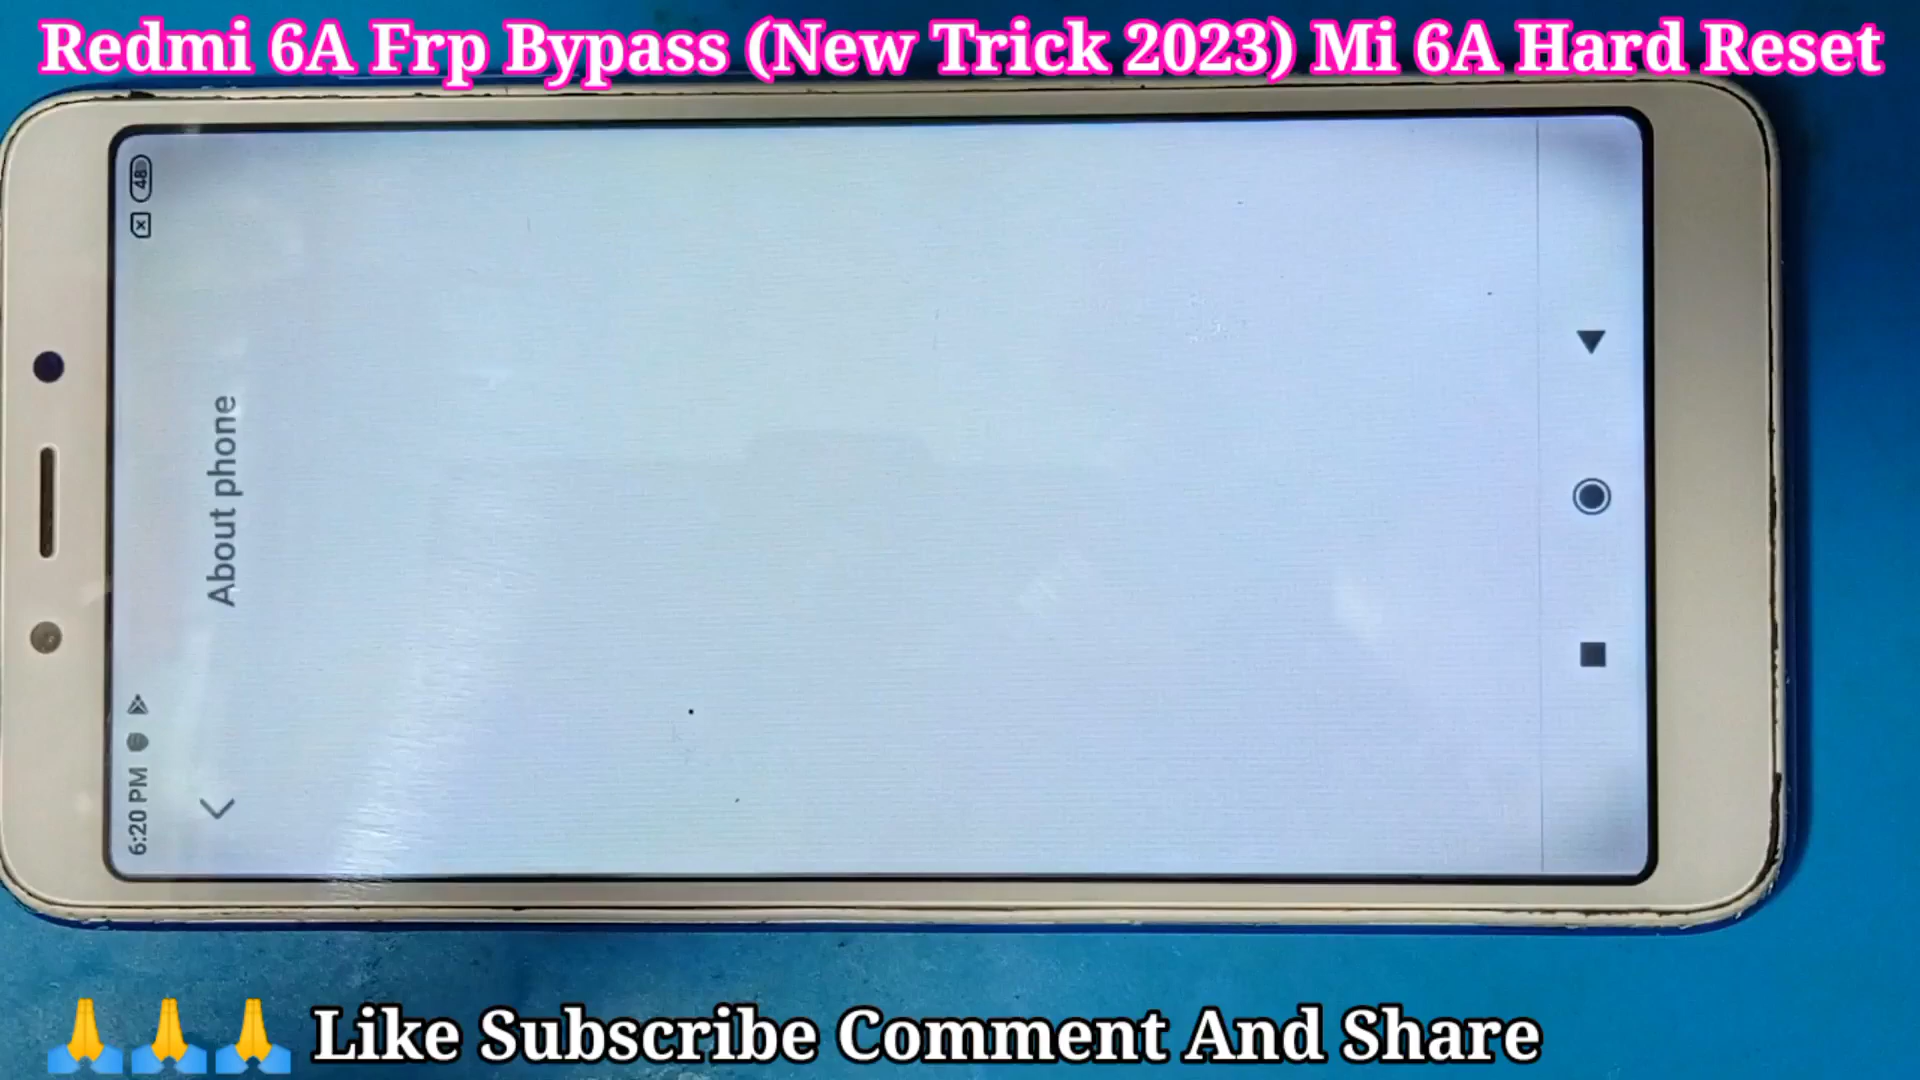 Redmi 6A Frp Bypass (New Trick 2023) Mi 6A Hard Reset
6:20 PM
48
About phone
🙏🙏🙏 Like Subscribe Comment And Share